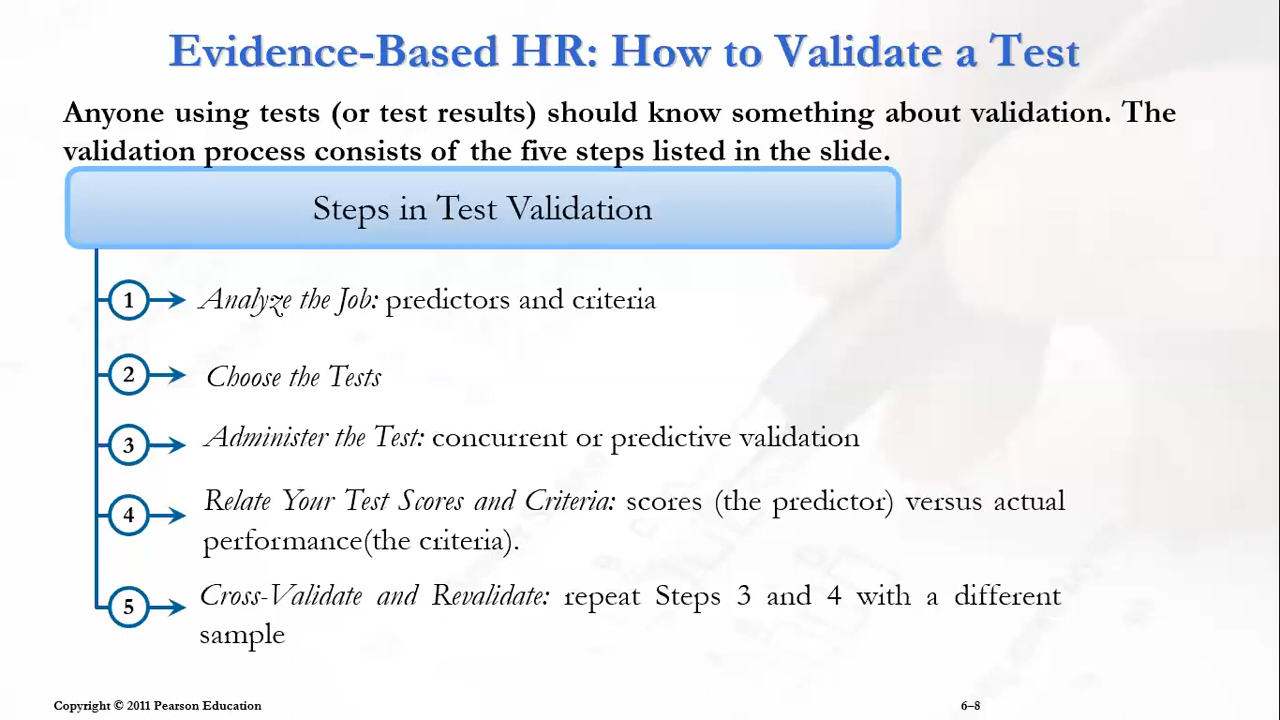 Evidence-Based HR: How to Validate a Test
Anyone using tests (or test results) should know something about validation. The
validation process consists of the five steps listed in the slide.
Steps in Test Validation
1 Analyze the Job: predictors and criteria
2 Choose the Tests
3 Administer the Test: concurrent or predictive validation
4 Relate Your Test Scores and Criteria: scores (the predictor) versus actual
performance(the criteria).
5 Cross-Validate and Revalidate: repeat Steps 3 and 4 with a different
sample
Copyright © 2011 Pearson Education
6–8